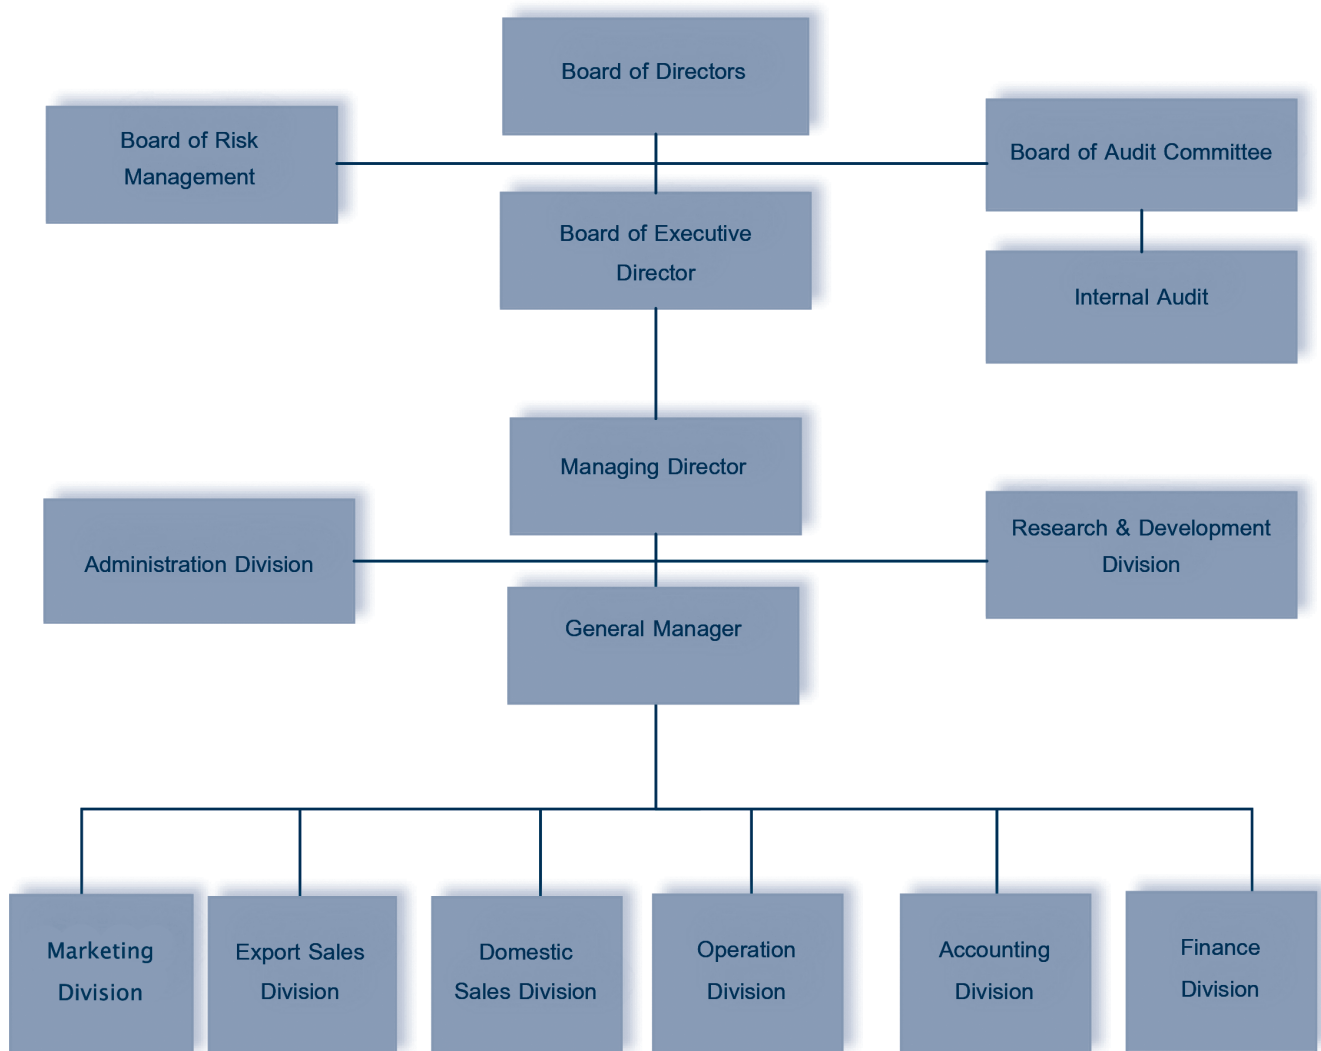 Board of Directors
Board of Risk
Management
Board of Audit Committee
Board of Executive
Director
Internal Audit
Managing Director
Administration Division
Research & Development
Division
General Manager
Marketing
Division
Export Sales
Division
Domestic
Sales Division
Operation
Division
Accounting
Division
Finance
Division